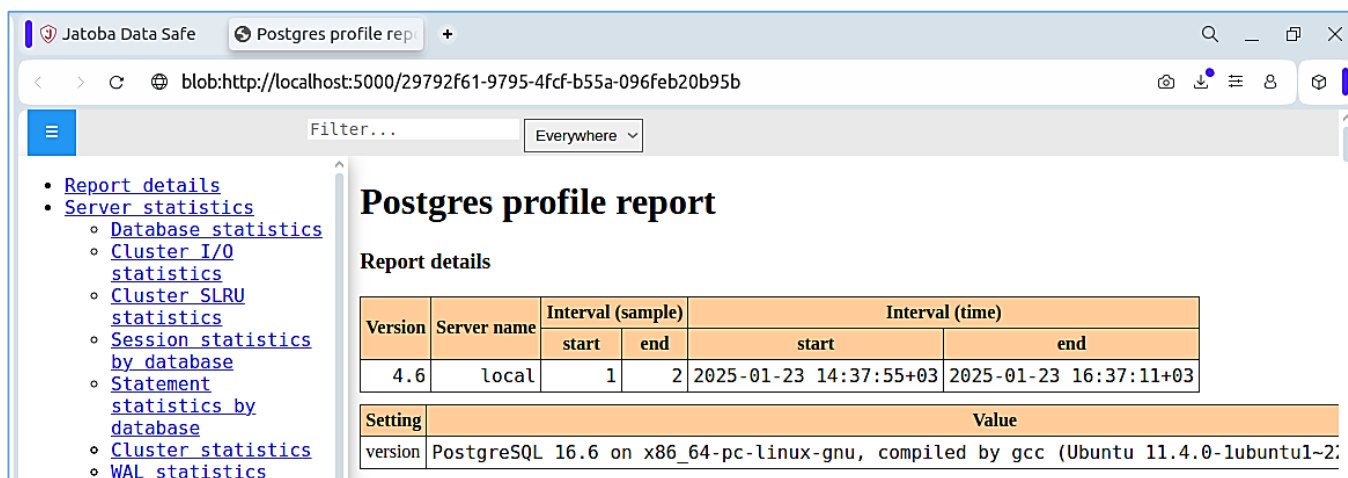 Jatoba Data Safe
Postgres profile repo
+
blob:http://localhost:5000/29792f61-9795-4fcf-b55a-096feb20b95b
Filter...
Everywhere
Report details
Server statistics
Database statistics
Cluster I/O
statistics
Cluster SLRU
statistics
Session statistics
by database
Statement
statistics by
database
Cluster statistics
WAL statistics
Postgres profile report
Report details
Version Server name Interval (sample) Interval (time)
start end start end
4.6 local 1 2 2025-01-23 14:37:55+03 2025-01-23 16:37:11+03
Setting Value
version PostgreSQL 16.6 on x86_64-pc-linux-gnu, compiled by gcc (Ubuntu 11.4.0-1ubuntu1~22